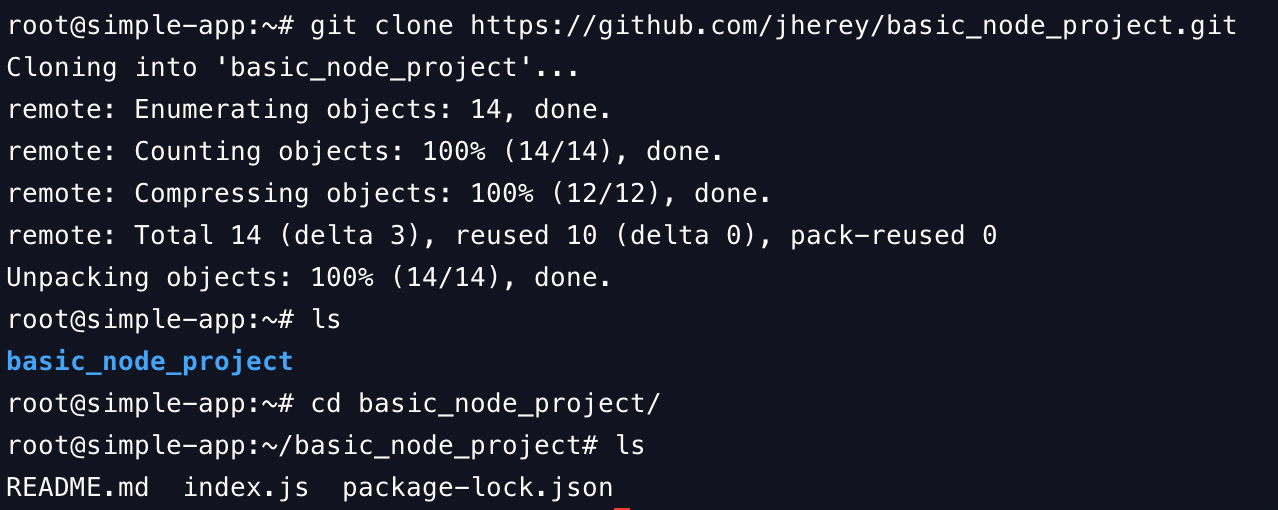 root@simple-app:~# git clone https://github.com/jherey/basic_node_project.git
Cloning into 'basic_node_project'...
remote: Enumerating objects: 14, done.
remote: Counting objects: 100% (14/14), done.
remote: Compressing objects: 100% (12/12), done.
remote: Total 14 (delta 3), reused 10 (delta 0), pack-reused 0
Unpacking objects: 100% (14/14), done.
root@simple-app:~# ls
basic_node_project
root@simple-app:~# cd basic_node_project/
root@simple-app:~/basic_node_project# ls
README.md  index.js  package-lock.json